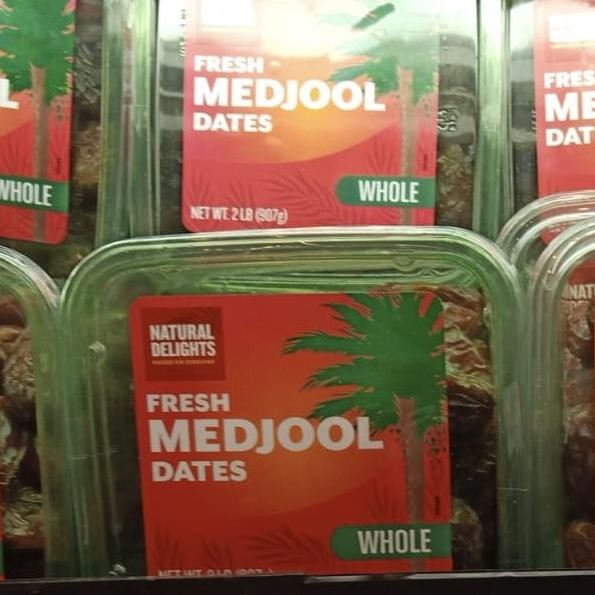 FRESH
MEDJOOL
DATES
WHOLE
NET WT. 2 LB (907g)
L
WHOLE
FRES
ME
DAT
NATURAL
DELIGHTS
FRESH
MEDJOOL
DATES
WHOLE
NAT